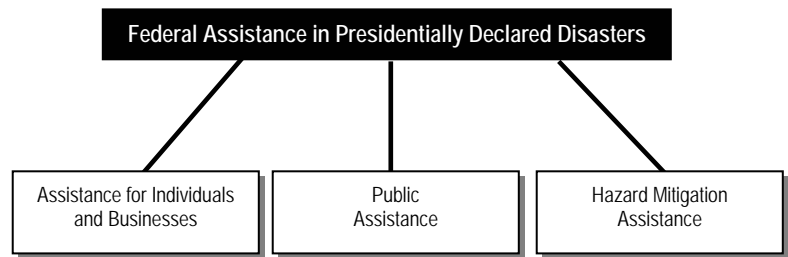 Federal Assistance in Presidentially Declared Disasters
Assistance for Individuals
and Businesses
Public
Assistance
Hazard Mitigation
Assistance